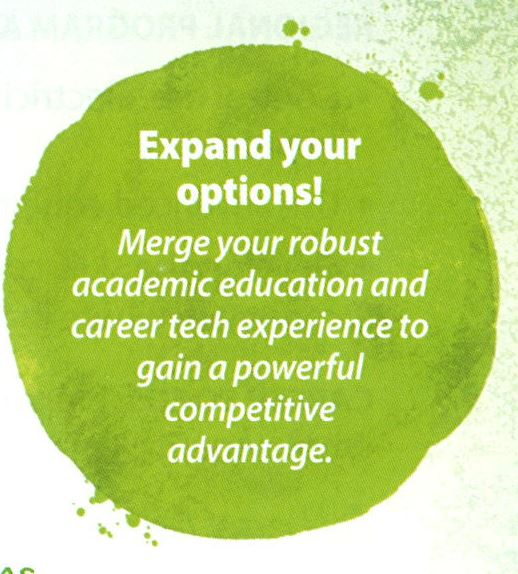 Expand your
options!
Merge your robust
academic education and
career tech experience to
gain a powerful
competitive
advantage.